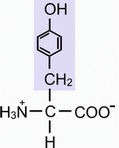 OH
CH₂
H₃N⁺ C COO⁻
H